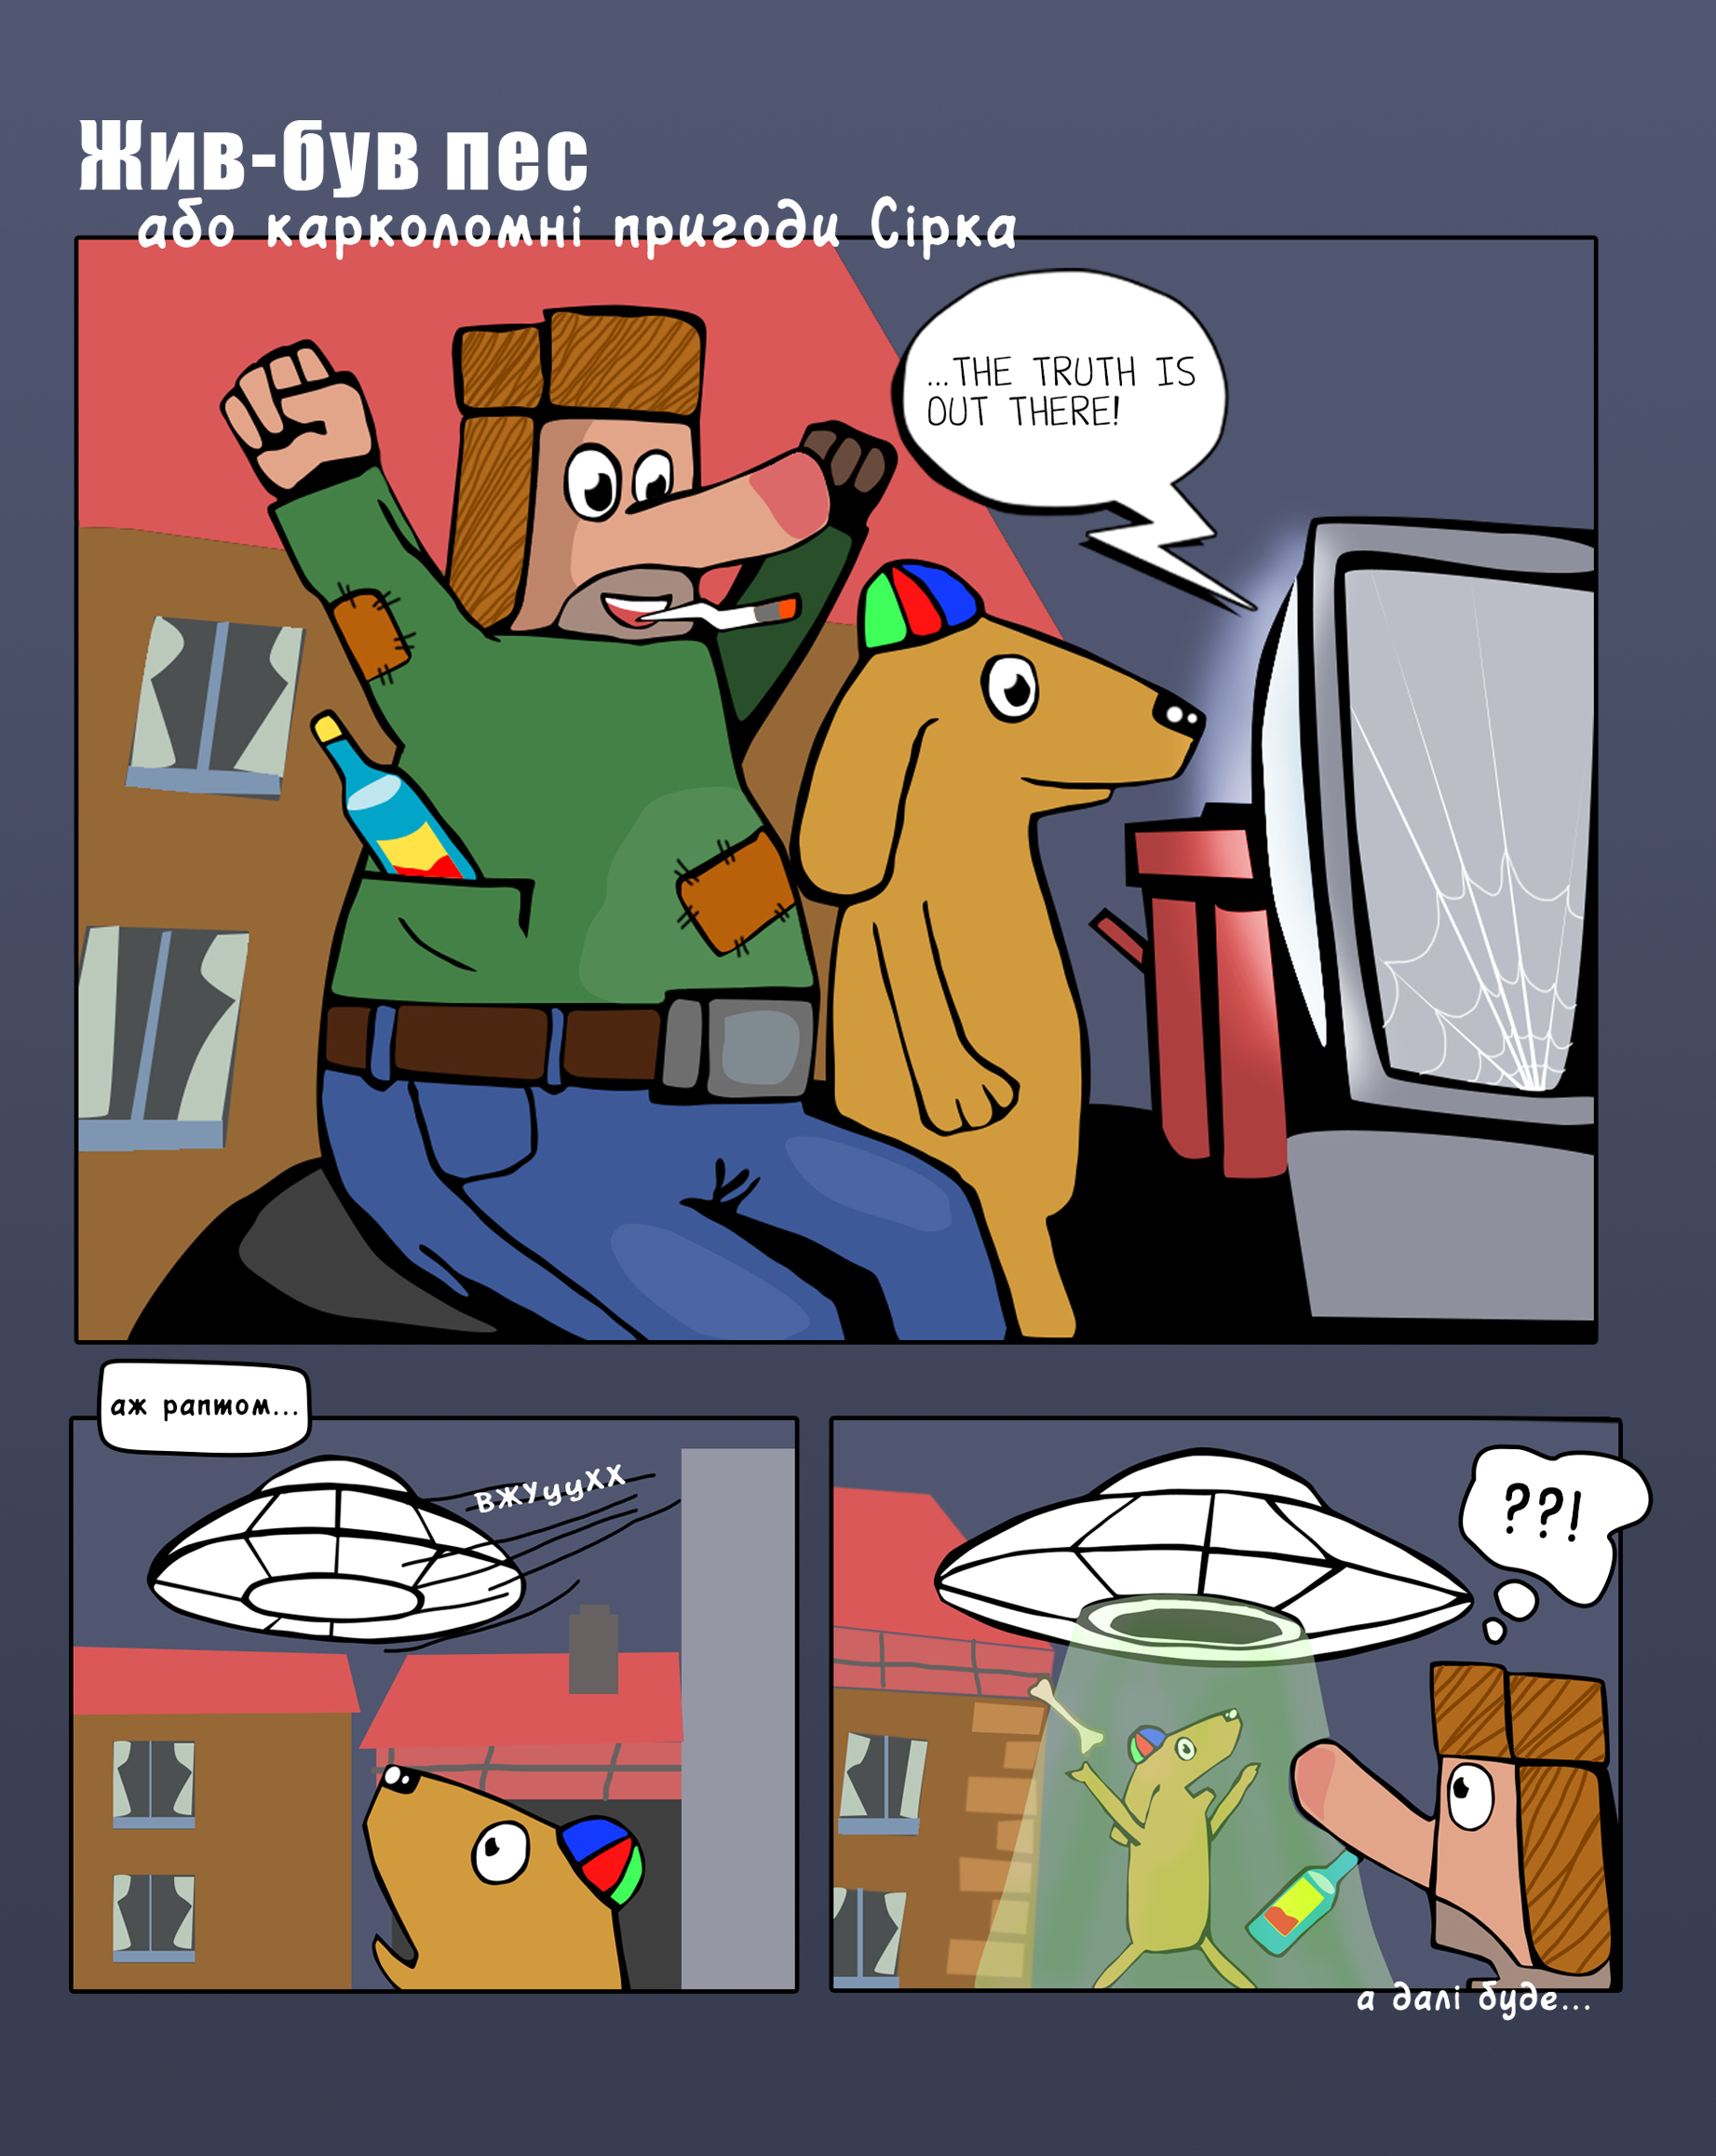 Жив-був пес
або карколомні пригоди Сірка
...THE TRUTH IS
OUT THERE!
аж раптом...
вжууухх
??!
а далі буде...